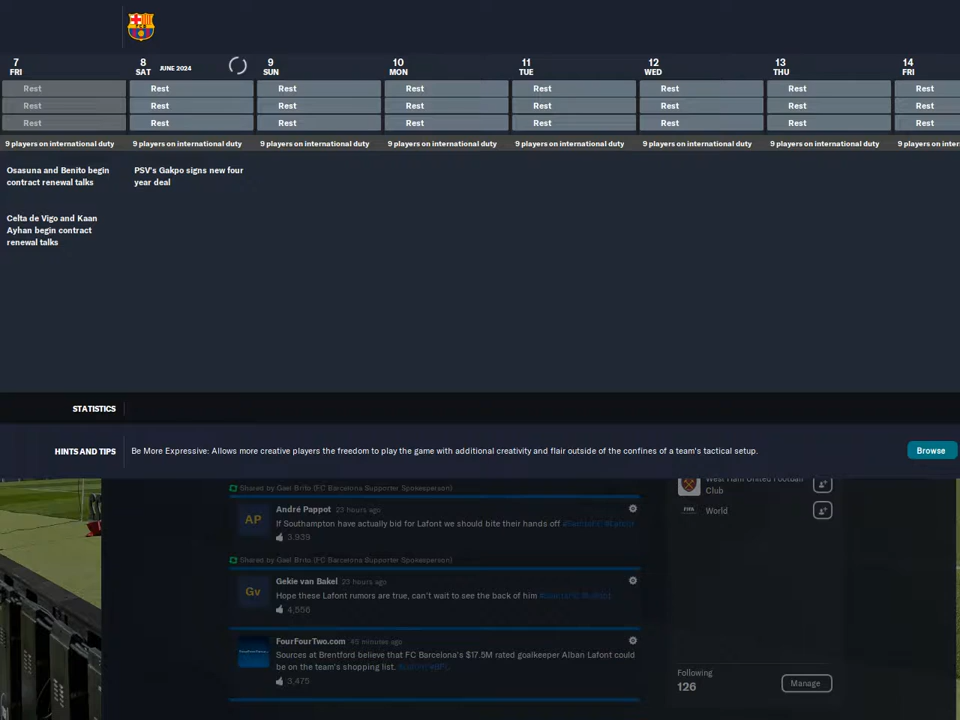 7
FRI
8
SAT JUNE 2024
9
SUN
10
MON
11
TUE
12
WED
13
THU
14
FRI
Rest Rest Rest Rest Rest Rest Rest Rest
Rest Rest Rest Rest Rest Rest Rest Rest
Rest Rest Rest Rest Rest Rest Rest Rest
9 players on international duty 9 players on international duty 9 players on international duty 9 players on international duty 9 players on international duty 9 players on international duty 9 players on international duty 9 players on inter
Osasuna and Benito begin
contract renewal talks
PSV's Gakpo signs new four
year deal
Celta de Vigo and Kaan
Ayhan begin contract
renewal talks
STATISTICS
HINTS AND TIPS Be More Expressive: Allows more creative players the freedom to play the game with additional creativity and flair outside of the confines of a team's tactical setup. Browse
Shared by Gael Brito (FC Barcelona Supporter Spokesperson)
AP
André Pappot 23 hours ago
If Southampton have actually bid for Lafont we should bite their hands off
3,939
Shared by Gael Brito (FC Barcelona Supporter Spokesperson)
Gv
Gekie van Bakel 23 hours ago
Hope these Lafont rumors are true, can't wait to see the back of him
4,556
FourFourTwo.com 45 minutes ago
Sources at Brentford believe that FC Barcelona's $17.5M rated goalkeeper Alban Lafont could
be on the team's shopping list.
3,475
West Ham United Football
Club
FIFA World
Following
126
Manage